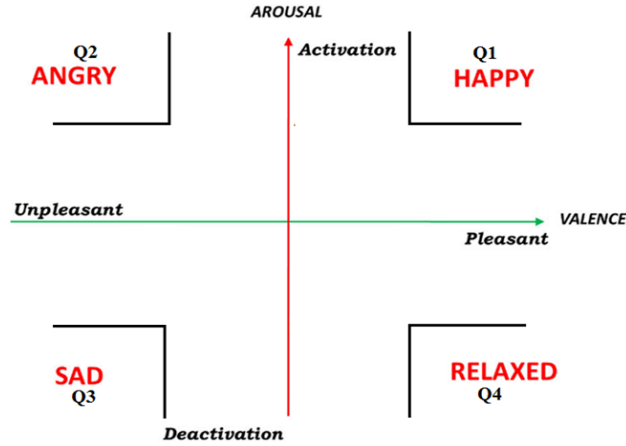 AROUSAL
Q2
ANGRY
Activation
Q1
HAPPY
Unpleasant
VALENCE
Pleasant
SAD
Q3
RELAXED
Q4
Deactivation